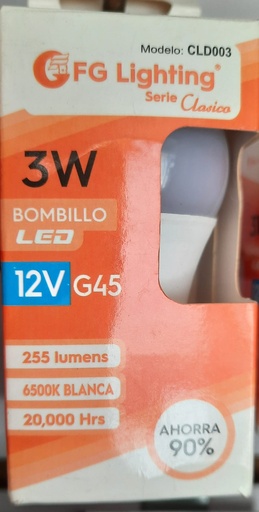 Modelo: CLD003
FG Lighting®
Serie Clasico
3W
BOMBILLO
LED
12V G45
255 lumens
6500K BLANCA
20,000 Hrs
AHORRA
90%